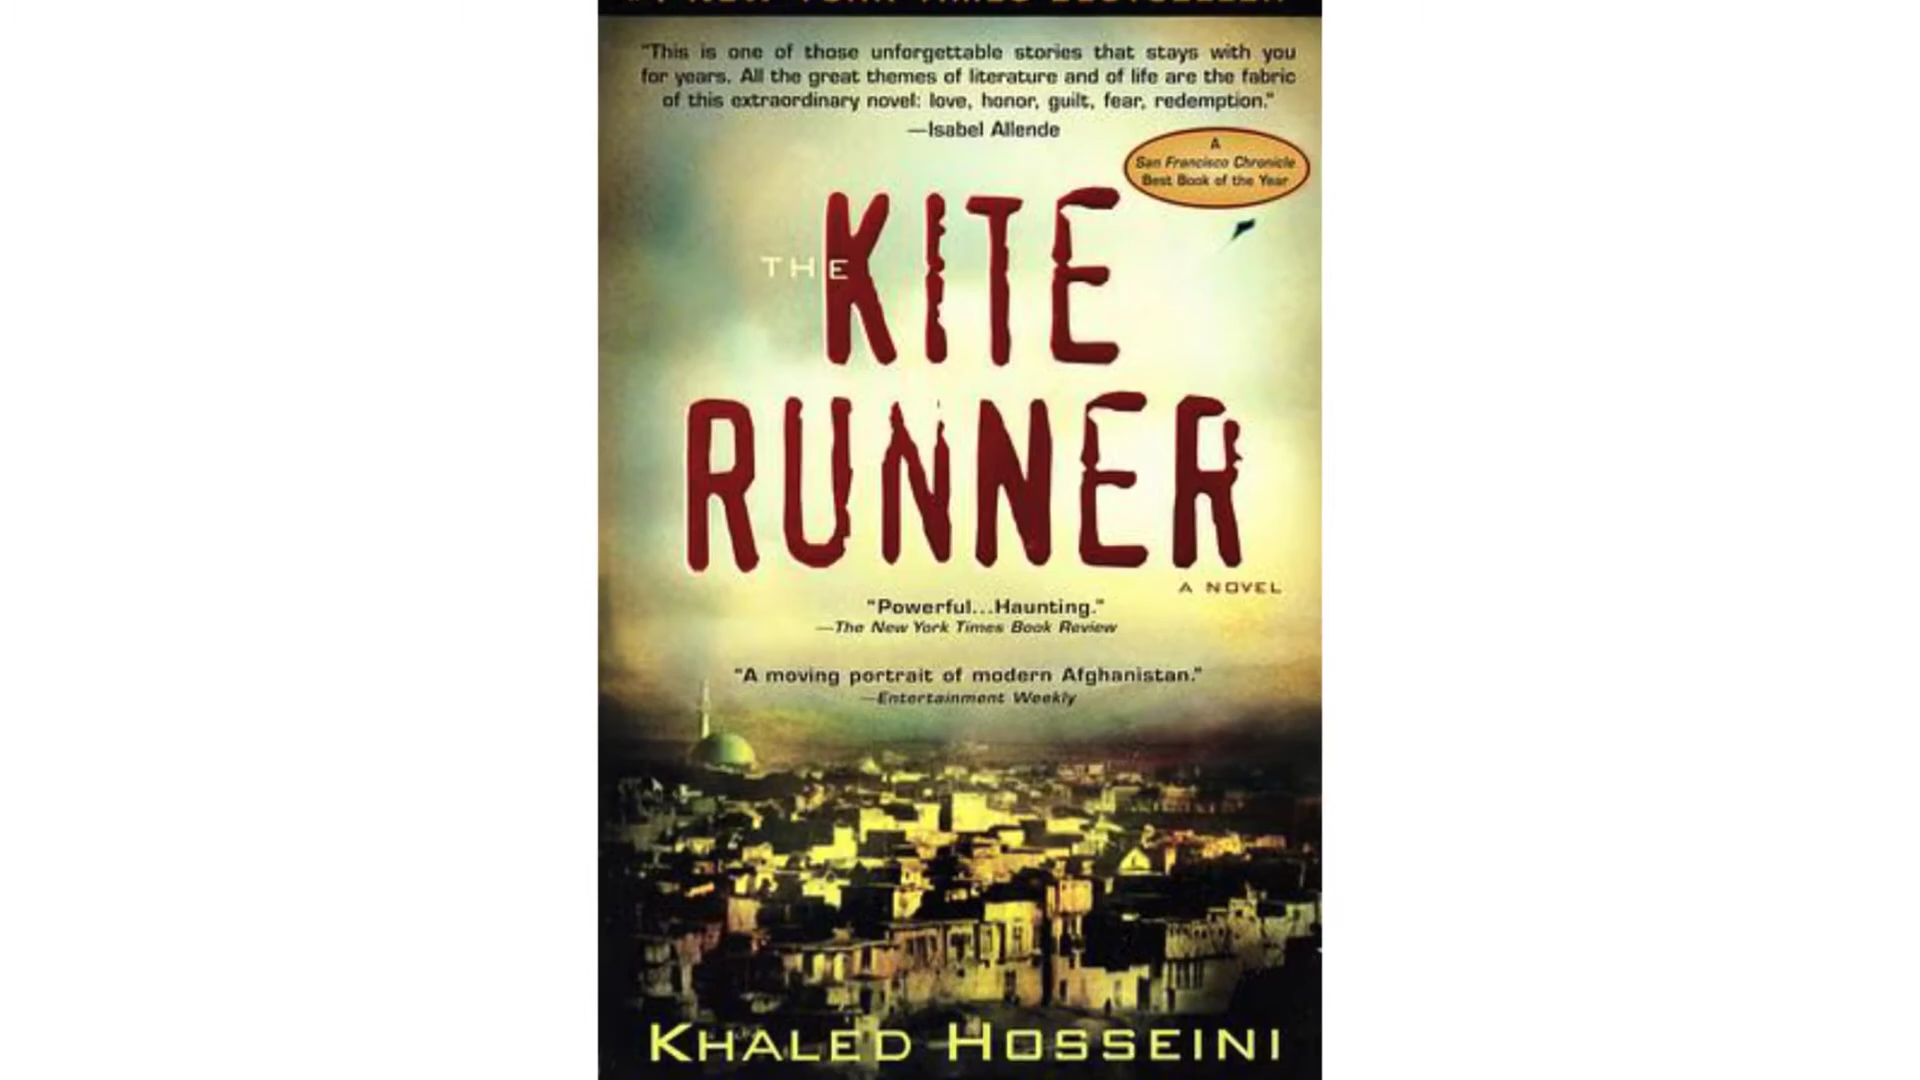 "This is one of those unforgettable stories that stays with you
for years. All the great themes of literature and of life are the fabric
of this extraordinary novel: love, honor, guilt, fear, redemption."
—Isabel Allende
A
San Francisco Chronicle
Best Book of the Year
THE
KITE
RUNNER
A NOVEL
"Powerful...Haunting."
—The New York Times Book Review
"A moving portrait of modern Afghanistan."
—Entertainment Weekly
KHALED HOSSEINI